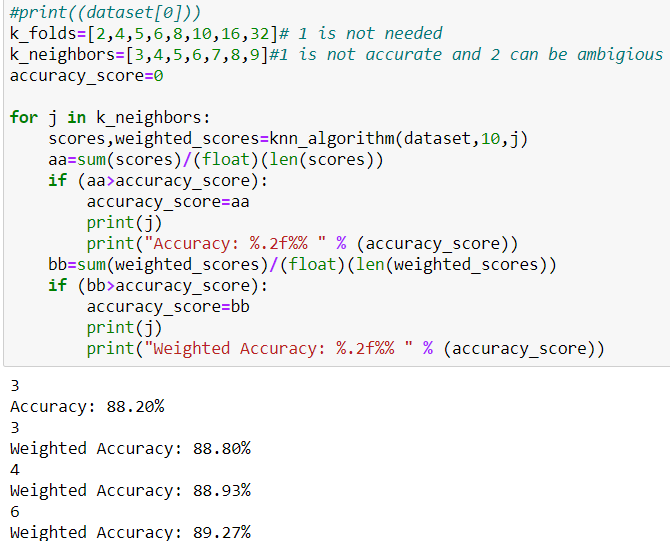 #print((dataset[0]))
k_folds=[2,4,5,6,8,10,16,32]# 1 is not needed
k_neighbors=[3,4,5,6,7,8,9]#1 is not accurate and 2 can be ambigious
accuracy_score=0
for j in k_neighbors:
    scores,weighted_scores=knn_algorithm(dataset,10,j)
    aa=sum(scores)/(float)(len(scores))
    if (aa>accuracy_score):
        accuracy_score=aa
        print(j)
        print("Accuracy: %.2f%% " % (accuracy_score))
    bb=sum(weighted_scores)/(float)(len(weighted_scores))
    if (bb>accuracy_score):
        accuracy_score=bb
        print(j)
        print("Weighted Accuracy: %.2f%% " % (accuracy_score))
3
Accuracy: 88.20%
3
Weighted Accuracy: 88.80%
4
Weighted Accuracy: 88.93%
6
Weighted Accuracy: 89.27%